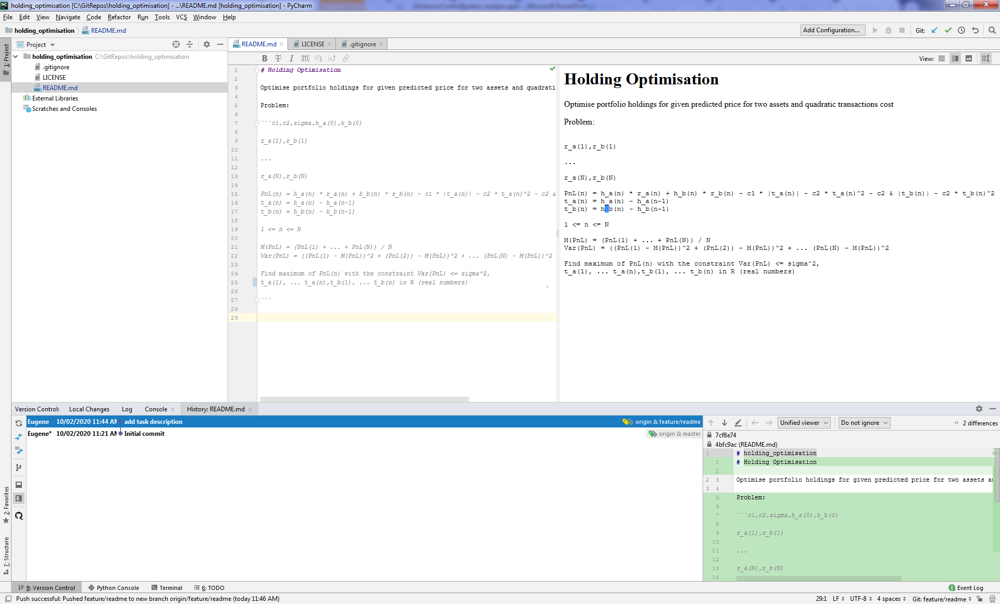 holding_optimisation [C:\GitRepos\holding_optimisation] - ...\README.md [holding_optimisation] - PyCharm
File Edit View Navigate Code Refactor Run Tools VCS Window Help
holding_optimisation README.md
Add Configuration... Git:
1: Project
Project
holding_optimisation C:\GitRepos\holding_optimisation
.gitignore
LICENSE
README.md
External Libraries
Scratches and Consoles
README.md LICENSE .gitignore
View:
1 # Holding Optimisation
2
3 Optimise portfolio holdings for given predicted price for two assets and quadrati
4
5 Problem:
6
7 ```c1,c2,sigma,h_a(0),h_b(0)
8
9 r_a(1),r_b(1)
10
11 ...
12
13 r_a(N),r_b(N)
14
15 PnL(n) = h_a(n) * r_a(n) + h_b(n) * r_b(n) - c1 * |t_a(n)| - c2 * t_a(n)^2 - c2 &
16 t_a(n) = h_a(n) - h_a(n-1)
17 t_b(n) = h_b(n) - h_b(n-1)
18
19 1 <= n <= N
20
21 M(PnL) = (PnL(1) + ... + PnL(N)) / N
22 Var(PnL) = ((PnL(1) - M(PnL))^2 + (PnL(2)) - M(PnL))^2 + ... (PnL(N) - M(PnL))^2
23
24 Find maximum of PnL(n) with the constraint Var(PnL) <= sigma^2,
25 t_a(1), ... t_a(n),t_b(1), ... t_b(n) in R (real numbers)
26
27 ```
28
29
Holding Optimisation
Optimise portfolio holdings for given predicted price for two assets and quadratic transactions cost
Problem:
r_a(1),r_b(1)
...
r_a(N),r_b(N)
PnL(n) = h_a(n) * r_a(n) + h_b(n) * r_b(n) - c1 * |t_a(n)| - c2 * t_a(n)^2 - c2 & |t_b(n)| - c2 * t_b(n)^2
t_a(n) = h_a(n) - h_a(n-1)
t_b(n) = h_b(n) - h_b(n-1)
1 <= n <= N
M(PnL) = (PnL(1) + ... + PnL(N)) / N
Var(PnL) = ((PnL(1) - M(PnL))^2 + (PnL(2)) - M(PnL))^2 + ... (PnL(N) - M(PnL))^2
Find maximum of PnL(n) with the constraint Var(PnL) <= sigma^2,
t_a(1), ... t_a(n),t_b(1), ... t_b(n) in R (real numbers)
Version Control: Local Changes Log Console History: README.md
Eugene 10/02/2020 11:44 AM add task description origin & feature/readme
Eugene* 10/02/2020 11:21 AM Initial commit origin & master
Unified viewer Do not ignore 2 differences
7cf8e74
4bfc9ac (README.md)
1 # holding_optimisation
1 # Holding Optimisation
2
2 3 Optimise portfolio holdings for given predicted price for two assets a
3 4
5 Problem:
6
7 ```c1,c2,sigma,h_a(0),h_b(0)
8
9 r_a(1),r_b(1)
10
11 ...
12
13 r_a(N),r_b(N)
14
2: Favorites
7: Structure
9: Version Control Python Console Terminal 6: TODO
1 Event Log
Push successful: Pushed feature/readme to new branch origin/feature/readme (today 11:46 AM)
29:1 LF UTF-8 4 spaces Git: feature/readme